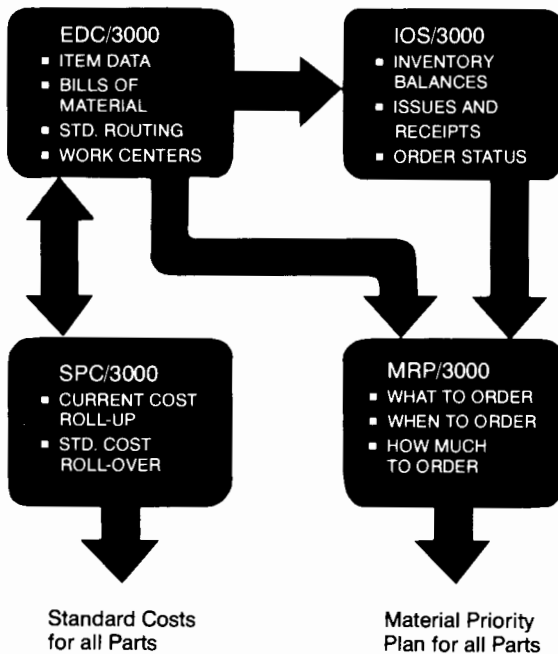 EDC/3000
▪ ITEM DATA
▪ BILLS OF
MATERIAL
▪ STD. ROUTING
▪ WORK CENTERS
IOS/3000
▪ INVENTORY
BALANCES
▪ ISSUES AND
RECEIPTS
▪ ORDER STATUS
SPC/3000
▪ CURRENT COST
ROLL-UP
▪ STD. COST
ROLL-OVER
MRP/3000
▪ WHAT TO ORDER
▪ WHEN TO ORDER
▪ HOW MUCH
TO ORDER
Standard Costs
for all Parts
Material Priority
Plan for all Parts